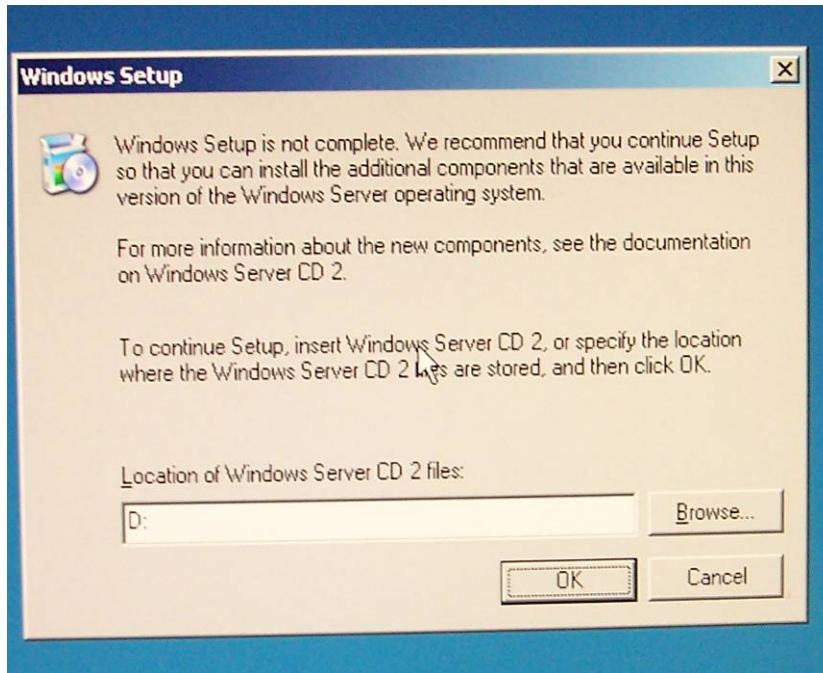 Windows Setup
Windows Setup is not complete. We recommend that you continue Setup
so that you can install the additional components that are available in this
version of the Windows Server operating system.
For more information about the new components, see the documentation
on Windows Server CD 2.
To continue Setup, insert Windows Server CD 2, or specify the location
where the Windows Server CD 2 files are stored, and then click OK.
Location of Windows Server CD 2 files:
D:
Browse...
OK
Cancel